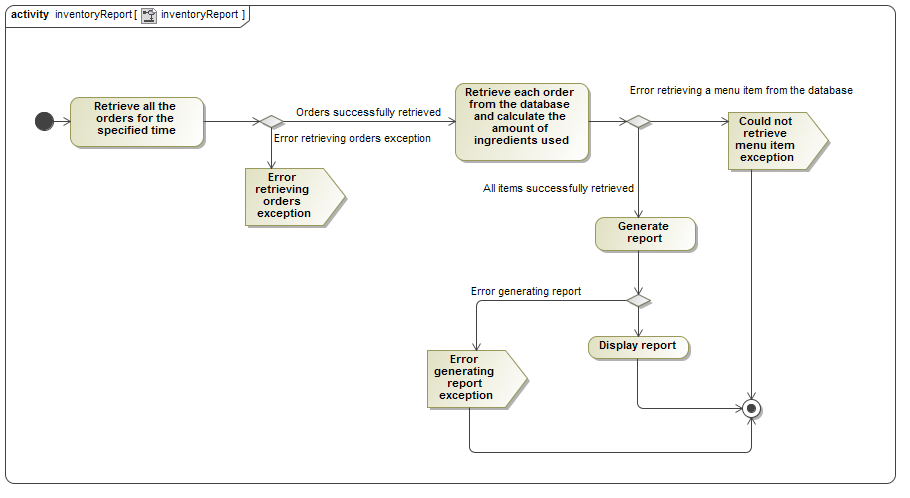 activity inventoryReport [ inventoryReport ]
Retrieve all the
orders for the
specified time
Orders successfully retrieved
Error retrieving orders exception
Error
retrieving
orders
exception
Retrieve each order
from the database
and calculate the
amount of
ingredients used
Error retrieving a menu item from the database
Could not
retrieve
menu item
exception
All items successfully retrieved
Generate
report
Error generating report
Display report
Error
generating
report
exception